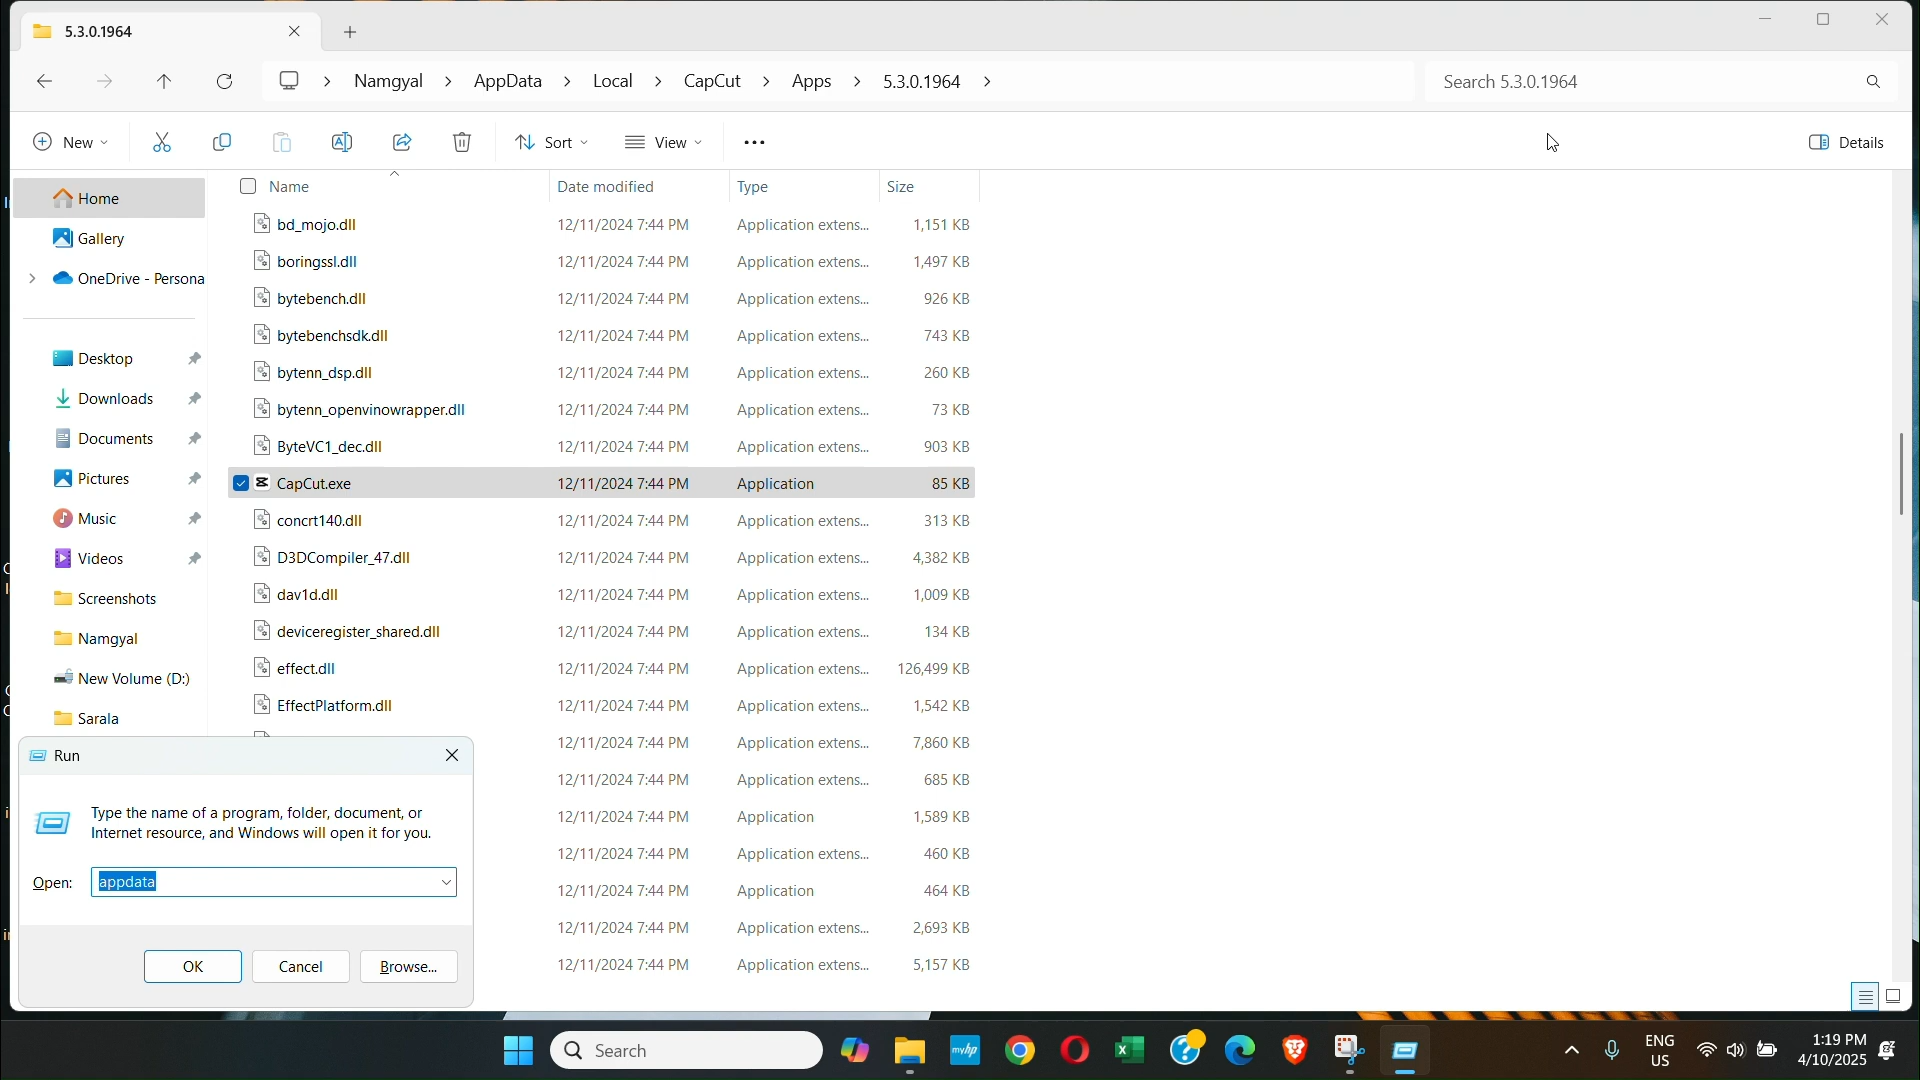 5.3.0.1964
Namgyal > AppData > Local > CapCut > Apps > 5.3.0.1964 >
Search 5.3.0.1964
New
Sort
View
Details
Home
Gallery
OneDrive - Persona
Desktop
Downloads
Documents
Pictures
Music
Videos
Screenshots
Namgyal
New Volume (D:)
Sarala
Name Date modified Type Size
bd_mojo.dll 12/11/2024 7:44 PM Application extens... 1,151 KB
boringssl.dll 12/11/2024 7:44 PM Application extens... 1,497 KB
bytebench.dll 12/11/2024 7:44 PM Application extens... 926 KB
bytebenchsdk.dll 12/11/2024 7:44 PM Application extens... 743 KB
bytenn_dsp.dll 12/11/2024 7:44 PM Application extens... 260 KB
bytenn_openvinowrapper.dll 12/11/2024 7:44 PM Application extens... 73 KB
ByteVC1_dec.dll 12/11/2024 7:44 PM Application extens... 903 KB
CapCut.exe 12/11/2024 7:44 PM Application 85 KB
concrt140.dll 12/11/2024 7:44 PM Application extens... 313 KB
D3DCompiler_47.dll 12/11/2024 7:44 PM Application extens... 4,382 KB
dav1d.dll 12/11/2024 7:44 PM Application extens... 1,009 KB
deviceregister_shared.dll 12/11/2024 7:44 PM Application extens... 134 KB
effect.dll 12/11/2024 7:44 PM Application extens... 126,499 KB
EffectPlatform.dll 12/11/2024 7:44 PM Application extens... 1,542 KB
12/11/2024 7:44 PM Application extens... 7,860 KB
12/11/2024 7:44 PM Application extens... 685 KB
12/11/2024 7:44 PM Application 1,589 KB
12/11/2024 7:44 PM Application extens... 460 KB
12/11/2024 7:44 PM Application 464 KB
12/11/2024 7:44 PM Application extens... 2,693 KB
12/11/2024 7:44 PM Application extens... 5,157 KB
Run
Type the name of a program, folder, document, or
Internet resource, and Windows will open it for you.
Open: appdata
OK Cancel Browse...
Search
myhp
ENG
US
1:19 PM
4/10/2025